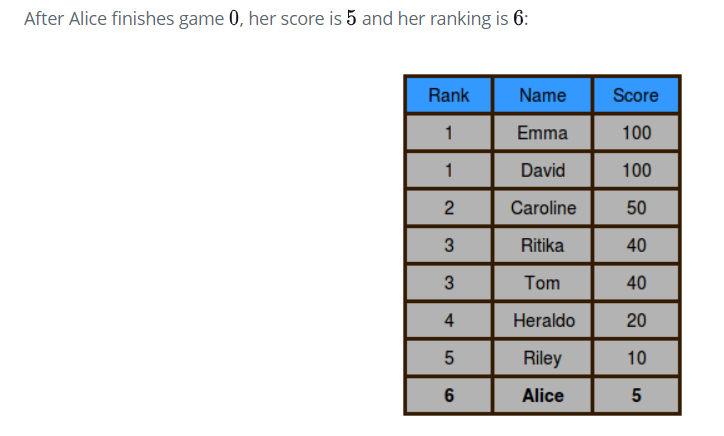 After Alice finishes game 0, her score is 5 and her ranking is 6:
Rank Name Score
1 Emma 100
1 David 100
2 Caroline 50
3 Ritika 40
3 Tom 40
4 Heraldo 20
5 Riley 10
6 Alice 5